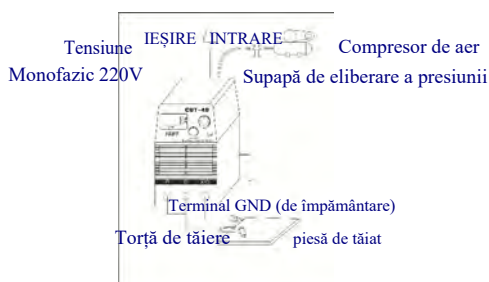 IEȘIRE INTRARE
Tensiune
Compresor de aer
Monofazic 220V
Supapă de eliberare a presiunii
CUT-40
Terminal GND (de împământare)
Torță de tăiere
piesă de tăiat